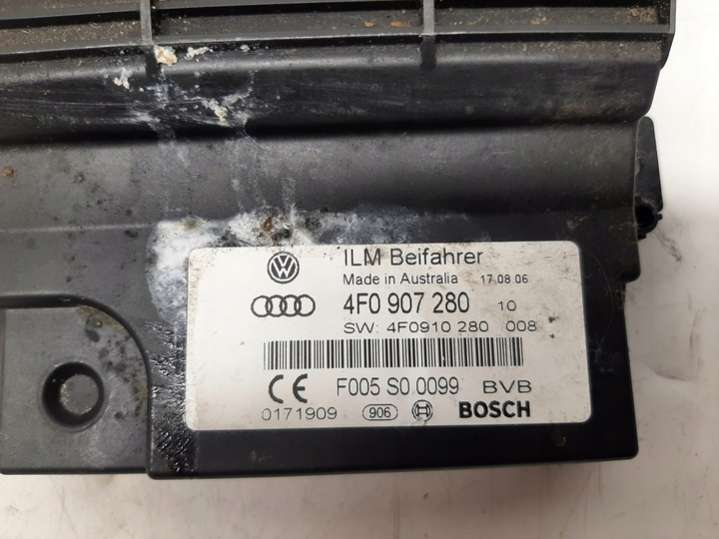 ILM Beifahrer
Made in Australia 17.08.06
4F0 907 280 10
SW: 4F0910 280 008
CE F005 S0 0099 BVB
0171909 906 BOSCH